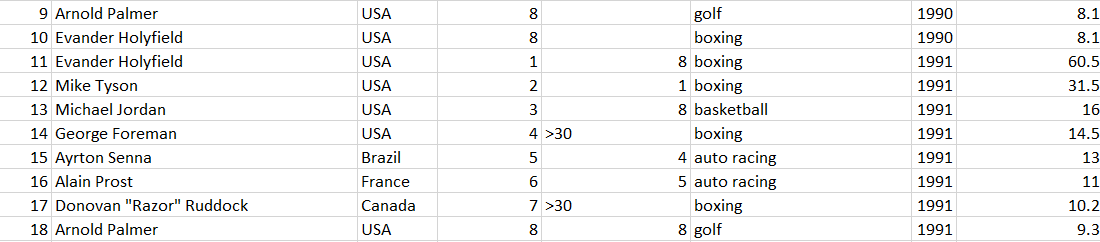 9 Arnold Palmer USA 8 golf 1990 8.1
10 Evander Holyfield USA 8 boxing 1990 8.1
11 Evander Holyfield USA 1 8 boxing 1991 60.5
12 Mike Tyson USA 2 1 boxing 1991 31.5
13 Michael Jordan USA 3 8 basketball 1991 16
14 George Foreman USA 4 >30 boxing 1991 14.5
15 Ayrton Senna Brazil 5 4 auto racing 1991 13
16 Alain Prost France 6 5 auto racing 1991 11
17 Donovan "Razor" Ruddock Canada 7 >30 boxing 1991 10.2
18 Arnold Palmer USA 8 8 golf 1991 9.3